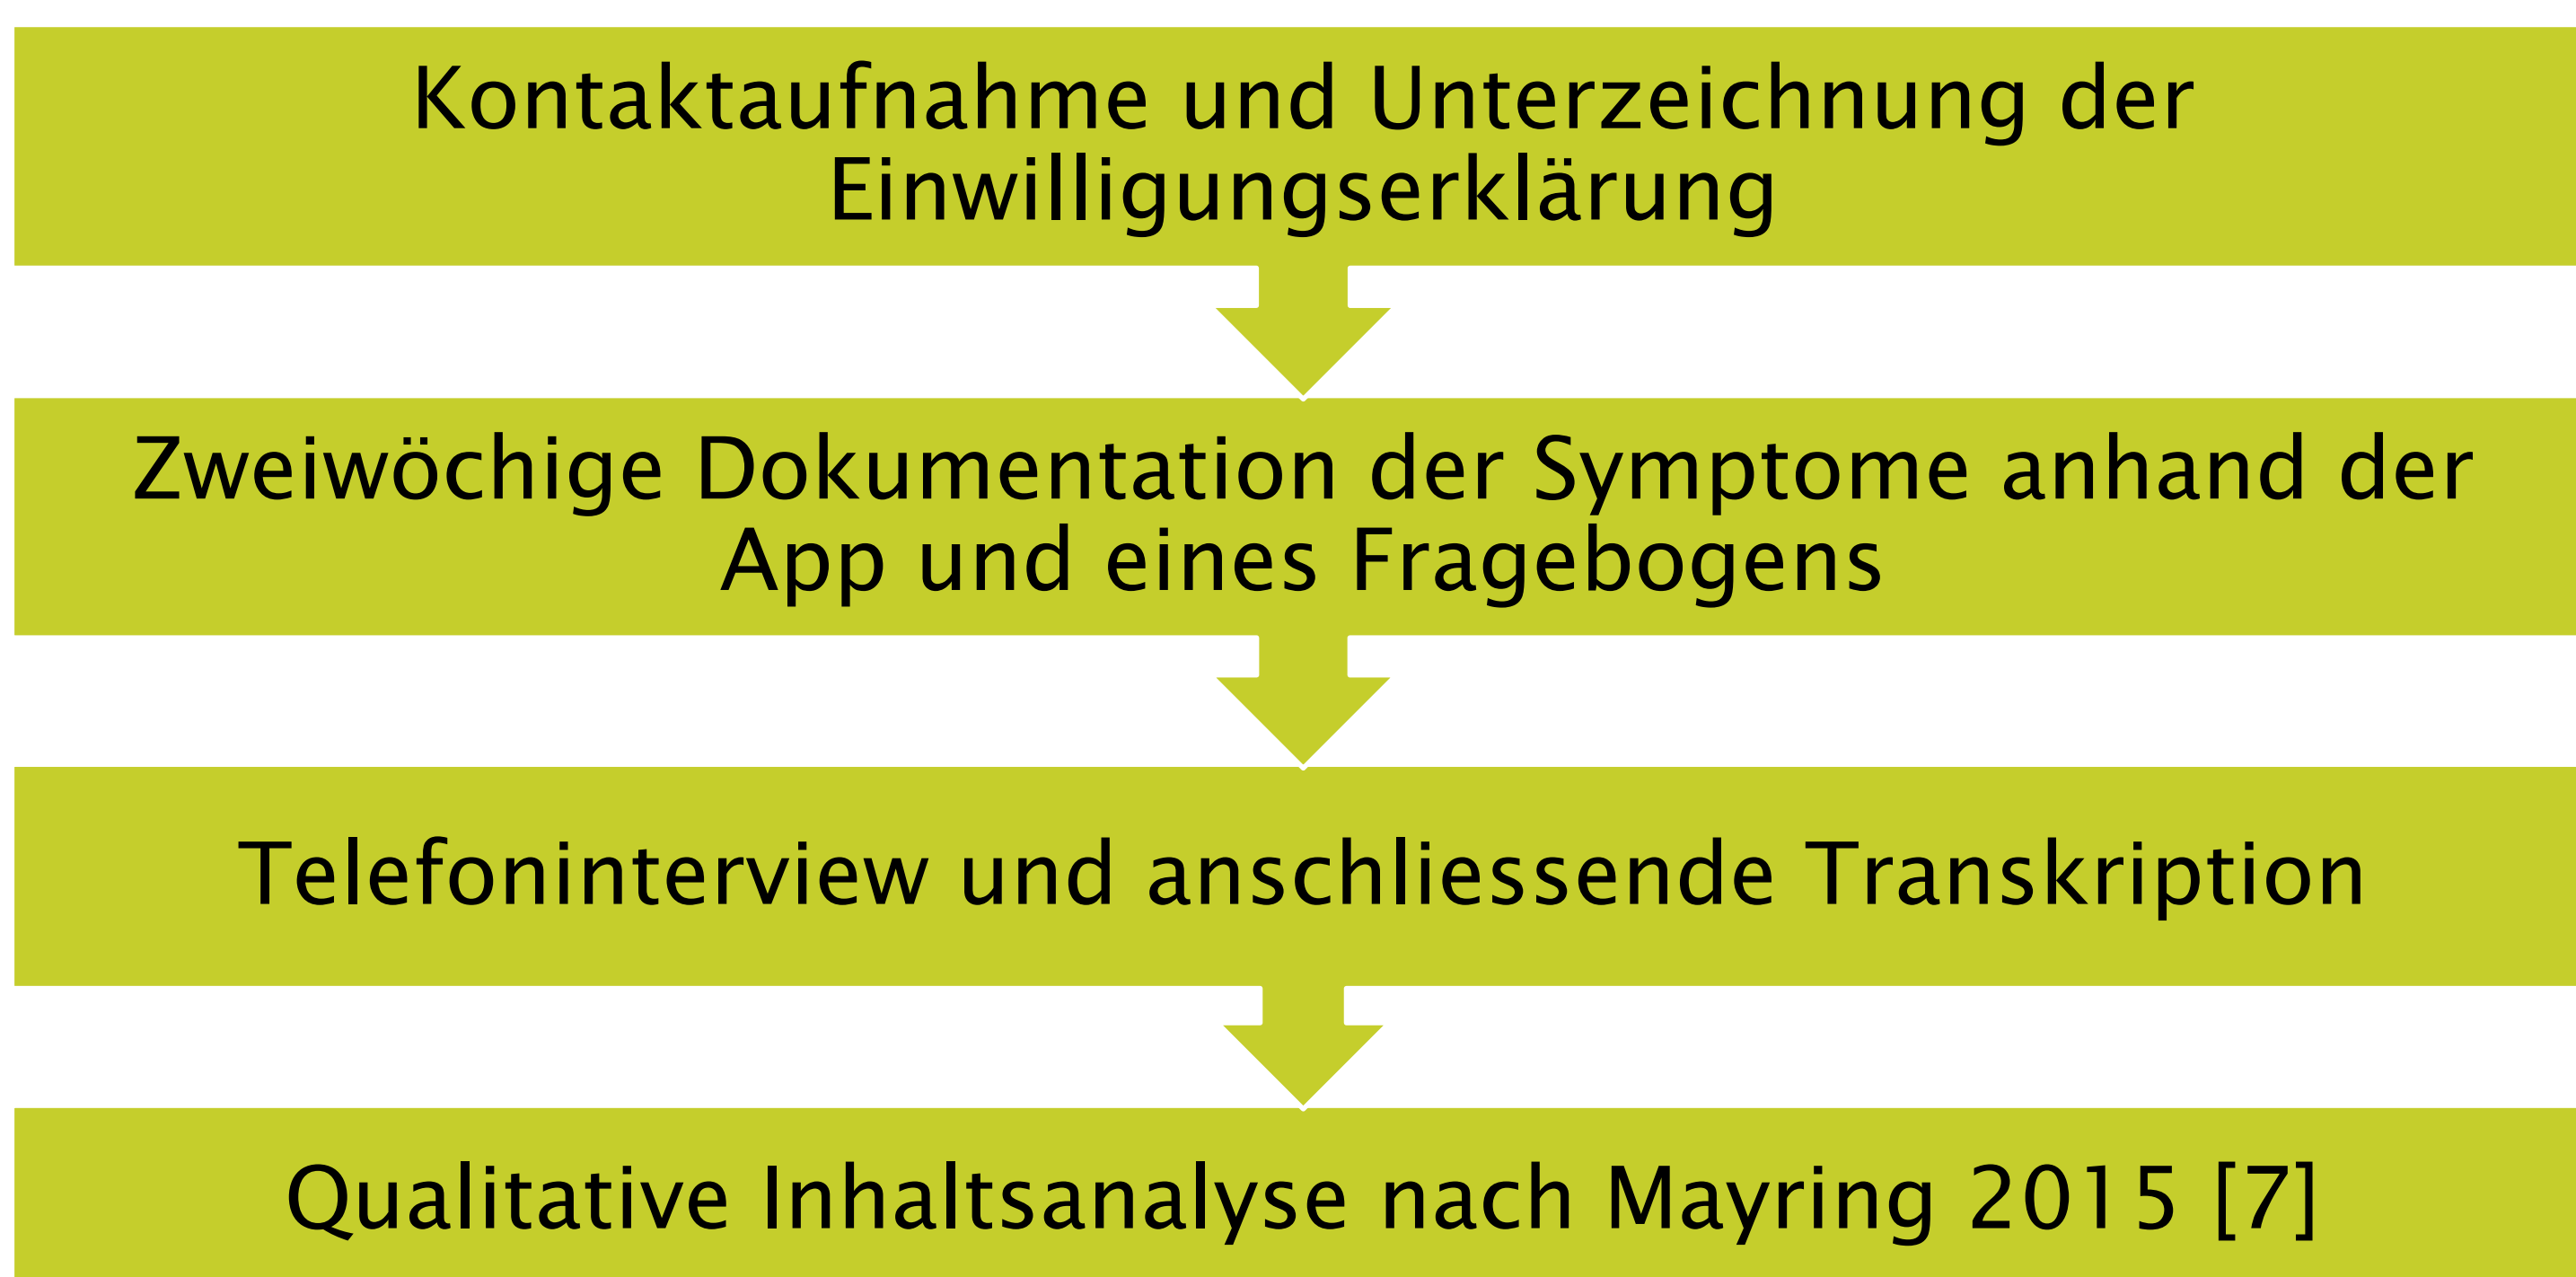 Kontaktaufnahme und Unterzeichnung der
Einwilligungserklärung
Zweiwöchige Dokumentation der Symptome anhand der
App und eines Fragebogens
Telefoninterview und anschliessende Transkription
Qualitative Inhaltsanalyse nach Mayring 2015 [7]